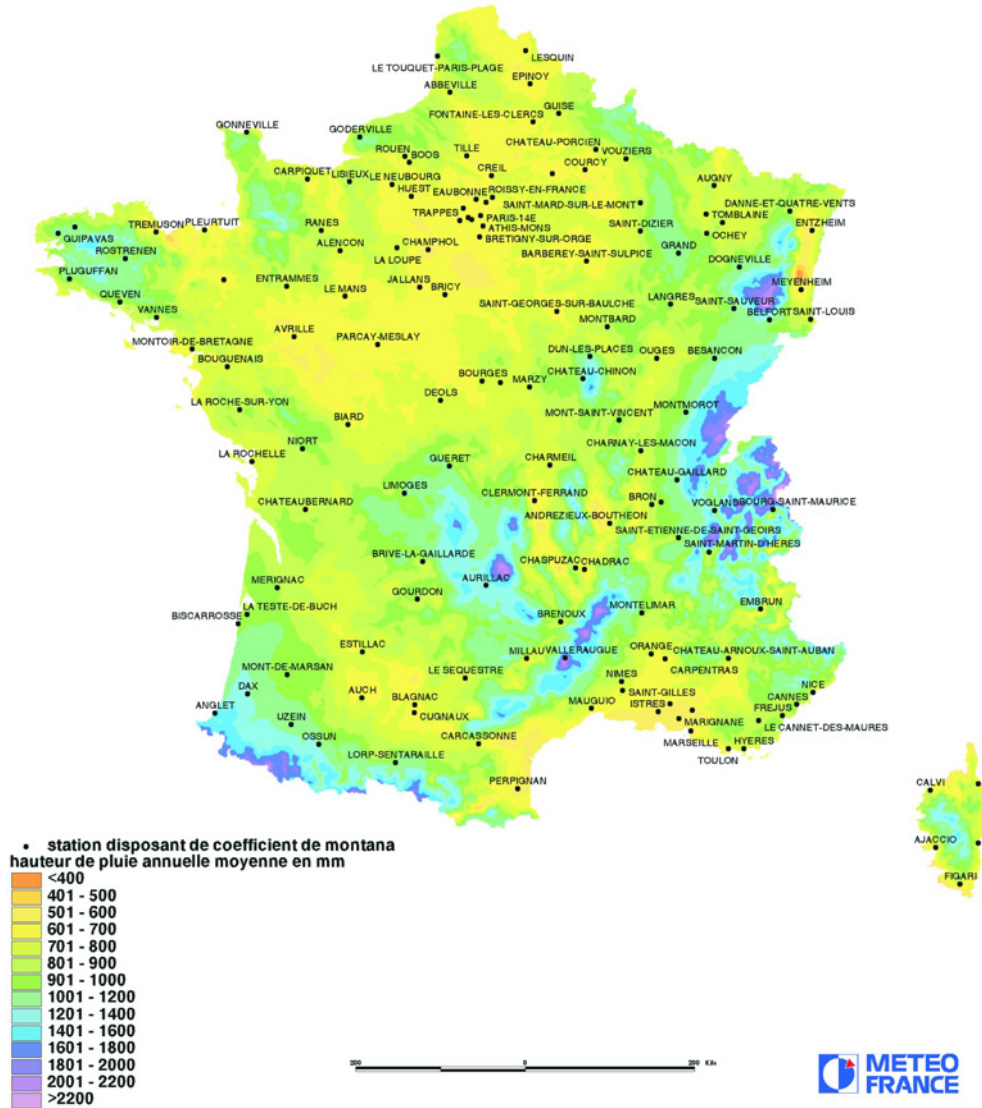 LESQUIN
LE TOUQUET-PARIS-PLAGE
EPINOY
ABBEVILLE
GUISE
FONTAINE-LES-CLERCS
GONNEVILLE
GODERVILLE
CHATEAU-PORCIEN
ROUEN
BOOS
TILLE
VOUZIERS
COURCY
CREIL
CARPIQUET
LISIEUX
LE NEUBOURG
AUGNY
HUEST
EAUBONNE
ROISSY-EN-FRANCE
SAINT-MARD-SUR-LE-MONT
DANNE-ET-QUATRE-VENTS
TRAPPES
PARIS-14E
TOMBLAINE
ENTZHEIM
TREMUSON
PLEURTUIT
RANES
ATHIS-MONS
SAINT-DIZIER
GUIPAVAS
BRETIGNY-SUR-ORGE
OCHEY
ALENCON
CHAMPHOL
GRAND
ROSTRENEN
LA LOUPE
BARBEREY-SAINT-SULPICE
DOGNEVILLE
PLUGUFFAN
ENTRAMMES
JALLANS
MEYENHEIM
LE MANS
BRICY
QUEVEN
SAINT-GEORGES-SUR-BAULCHE
LANGRES
SAINT-SAUVEUR
VANNES
BELFORT
SAINT-LOUIS
AVRILLE
MONTBARD
MONTOIR-DE-BRETAGNE
PARCAY-MESLAY
DUN-LES-PLACES
OUGES
BESANCON
BOUGUENAIS
CHATEAU-CHINON
BOURGES
MARZY
DEOLS
LA ROCHE-SUR-YON
MONTMOROT
BIARD
MONT-SAINT-VINCENT
NIORT
CHARNAY-LES-MACON
LA ROCHELLE
GUERET
CHARMEIL
CHATEAU-GAILLARD
LIMOGES
CLERMONT-FERRAND
BRON
CHATEAUBERNARD
VOGLANS
BOURG-SAINT-MAURICE
ANDREZIEUX-BOUTHEON
SAINT-ETIENNE-DE-SAINT-GEOIRS
SAINT-MARTIN-D'HERES
BRIVE-LA-GAILLARDE
CHASPUZAC
CHADRAC
MERIGNAC
AURILLAC
GOURDON
LA TESTE-DE-BUCH
MONTELIMAR
EMBRUN
BISCARROSSE
BRENOUX
ESTILLAC
ORANGE
CHATEAU-ARNOUX-SAINT-AUBAN
MONT-DE-MARSAN
LE SEQUESTRE
MILLAU
VALLERAUGUE
CARPENTRAS
NIMES
DAX
AUCH
SAINT-GILLES
NICE
ANGLET
BLAGNAC
MAUGUIO
ISTRES
CANNES
CUGNAUX
FREJUS
UZEIN
MARIGNANE
LE CANNET-DES-MAURES
OSSUN
CARCASSONNE
MARSEILLE
HYERES
LORP-SENTARAILLE
TOULON
PERPIGNAN
CALVI
AJACCIO
FIGARI
station disposant de coefficient de montana
hauteur de pluie annuelle moyenne en mm
<400
401 - 500
501 - 600
601 - 700
701 - 800
801 - 900
901 - 1000
1001 - 1200
1201 - 1400
1401 - 1600
1601 - 1800
1801 - 2000
2001 - 2200
>2200
200 0 200
METEO
FRANCE